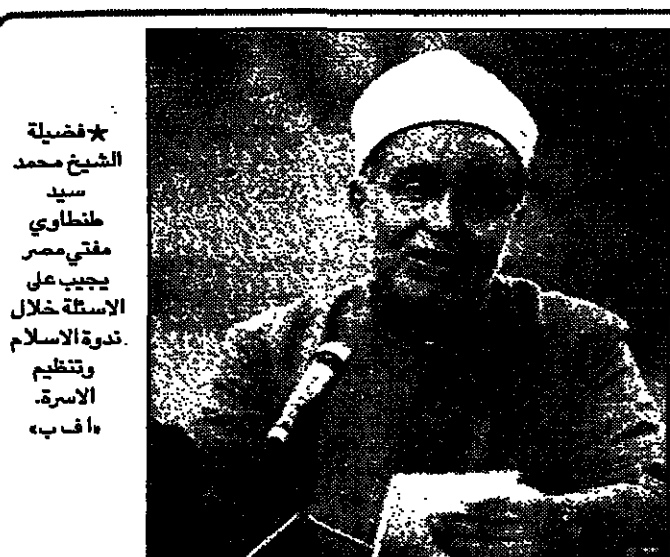 ★فضيلة
الشيخ محمد
سيد
طنطاوي
مفتي مصر
يجيب على
الاسئلة خلال
ندوة الاسلام
وتنظيم
الاسرة.
«ا ف ب»